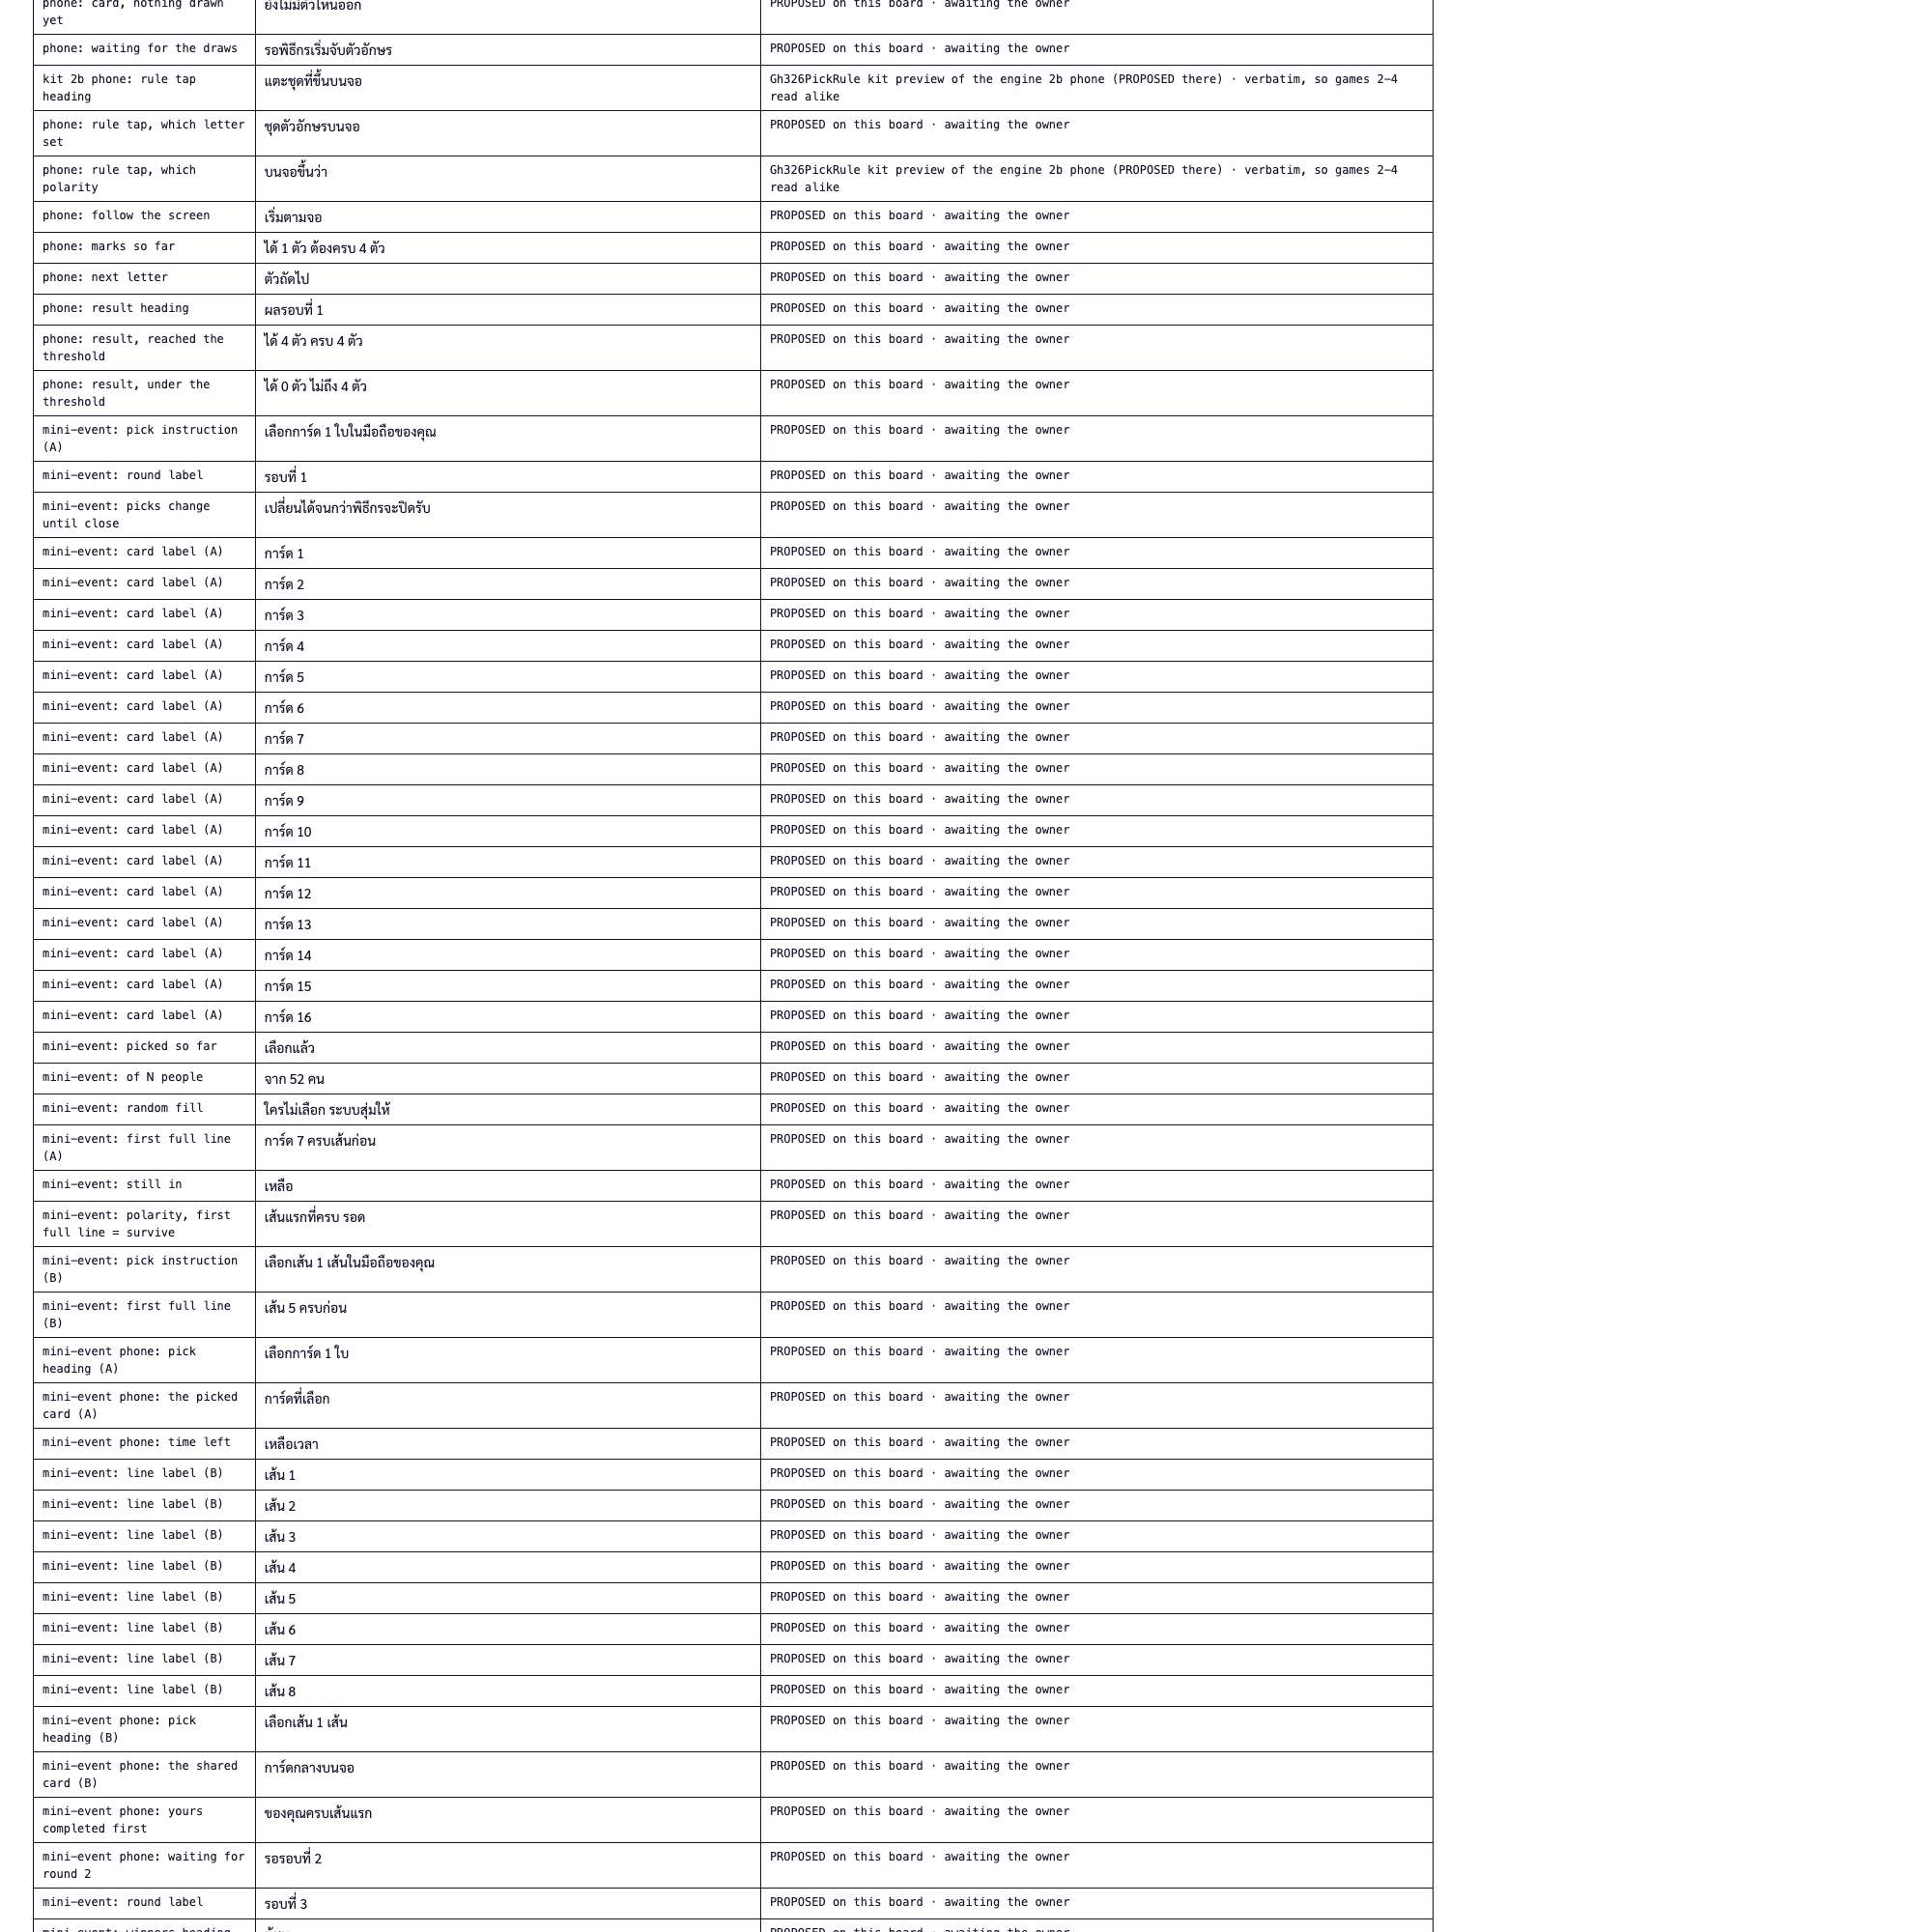 phone: card, nothing drawn
yet
ยังไม่มีตัวไหนออก
PROPOSED on this board · awaiting the owner
phone: waiting for the draws
รอพิธีกรเริ่มจับตัวอักษร
PROPOSED on this board · awaiting the owner
kit 2b phone: rule tap
heading
แตะชุดที่ขึ้นบนจอ
Gh326PickRule kit preview of the engine 2b phone (PROPOSED there) · verbatim, so games 2–4
read alike
phone: rule tap, which letter
set
ชุดตัวอักษรบนจอ
PROPOSED on this board · awaiting the owner
phone: rule tap, which
polarity
บนจอขึ้นว่า
Gh326PickRule kit preview of the engine 2b phone (PROPOSED there) · verbatim, so games 2–4
read alike
phone: follow the screen
เริ่มตามจอ
PROPOSED on this board · awaiting the owner
phone: marks so far
ได้ 1 ตัว ต้องครบ 4 ตัว
PROPOSED on this board · awaiting the owner
phone: next letter
ตัวถัดไป
PROPOSED on this board · awaiting the owner
phone: result heading
ผลรอบที่ 1
PROPOSED on this board · awaiting the owner
phone: result, reached the
threshold
ได้ 4 ตัว ครบ 4 ตัว
PROPOSED on this board · awaiting the owner
phone: result, under the
threshold
ได้ 0 ตัว ไม่ถึง 4 ตัว
PROPOSED on this board · awaiting the owner
mini–event: pick instruction
(A)
เลือกการ์ด 1 ใบในมือถือของคุณ
PROPOSED on this board · awaiting the owner
mini–event: round label
รอบที่ 1
PROPOSED on this board · awaiting the owner
mini–event: picks change
until close
เปลี่ยนได้จนกว่าพิธีกรจะปิดรับ
PROPOSED on this board · awaiting the owner
mini–event: card label (A)
การ์ด 1
PROPOSED on this board · awaiting the owner
mini–event: card label (A)
การ์ด 2
PROPOSED on this board · awaiting the owner
mini–event: card label (A)
การ์ด 3
PROPOSED on this board · awaiting the owner
mini–event: card label (A)
การ์ด 4
PROPOSED on this board · awaiting the owner
mini–event: card label (A)
การ์ด 5
PROPOSED on this board · awaiting the owner
mini–event: card label (A)
การ์ด 6
PROPOSED on this board · awaiting the owner
mini–event: card label (A)
การ์ด 7
PROPOSED on this board · awaiting the owner
mini–event: card label (A)
การ์ด 8
PROPOSED on this board · awaiting the owner
mini–event: card label (A)
การ์ด 9
PROPOSED on this board · awaiting the owner
mini–event: card label (A)
การ์ด 10
PROPOSED on this board · awaiting the owner
mini–event: card label (A)
การ์ด 11
PROPOSED on this board · awaiting the owner
mini–event: card label (A)
การ์ด 12
PROPOSED on this board · awaiting the owner
mini–event: card label (A)
การ์ด 13
PROPOSED on this board · awaiting the owner
mini–event: card label (A)
การ์ด 14
PROPOSED on this board · awaiting the owner
mini–event: card label (A)
การ์ด 15
PROPOSED on this board · awaiting the owner
mini–event: card label (A)
การ์ด 16
PROPOSED on this board · awaiting the owner
mini–event: picked so far
เลือกแล้ว
PROPOSED on this board · awaiting the owner
mini–event: of N people
จาก 52 คน
PROPOSED on this board · awaiting the owner
mini–event: random fill
ใครไม่เลือก ระบบสุ่มให้
PROPOSED on this board · awaiting the owner
mini–event: first full line
(A)
การ์ด 7 ครบเส้นก่อน
PROPOSED on this board · awaiting the owner
mini–event: still in
เหลือ
PROPOSED on this board · awaiting the owner
mini–event: polarity, first
full line = survive
เส้นแรกที่ครบ รอด
PROPOSED on this board · awaiting the owner
mini–event: pick instruction
(B)
เลือกเส้น 1 เส้นในมือถือของคุณ
PROPOSED on this board · awaiting the owner
mini–event: first full line
(B)
เส้น 5 ครบก่อน
PROPOSED on this board · awaiting the owner
mini–event phone: pick
heading (A)
เลือกการ์ด 1 ใบ
PROPOSED on this board · awaiting the owner
mini–event phone: the picked
card (A)
การ์ดที่เลือก
PROPOSED on this board · awaiting the owner
mini–event phone: time left
เหลือเวลา
PROPOSED on this board · awaiting the owner
mini–event: line label (B)
เส้น 1
PROPOSED on this board · awaiting the owner
mini–event: line label (B)
เส้น 2
PROPOSED on this board · awaiting the owner
mini–event: line label (B)
เส้น 3
PROPOSED on this board · awaiting the owner
mini–event: line label (B)
เส้น 4
PROPOSED on this board · awaiting the owner
mini–event: line label (B)
เส้น 5
PROPOSED on this board · awaiting the owner
mini–event: line label (B)
เส้น 6
PROPOSED on this board · awaiting the owner
mini–event: line label (B)
เส้น 7
PROPOSED on this board · awaiting the owner
mini–event: line label (B)
เส้น 8
PROPOSED on this board · awaiting the owner
mini–event phone: pick
heading (B)
เลือกเส้น 1 เส้น
PROPOSED on this board · awaiting the owner
mini–event phone: the shared
card (B)
การ์ดกลางบนจอ
PROPOSED on this board · awaiting the owner
mini–event phone: yours
completed first
ของคุณครบเส้นแรก
PROPOSED on this board · awaiting the owner
mini–event phone: waiting for
round 2
รอรอบที่ 2
PROPOSED on this board · awaiting the owner
mini–event: round label
รอบที่ 3
PROPOSED on this board · awaiting the owner
mini–event: winners heading
PROPOSED on this board · awaiting the owner